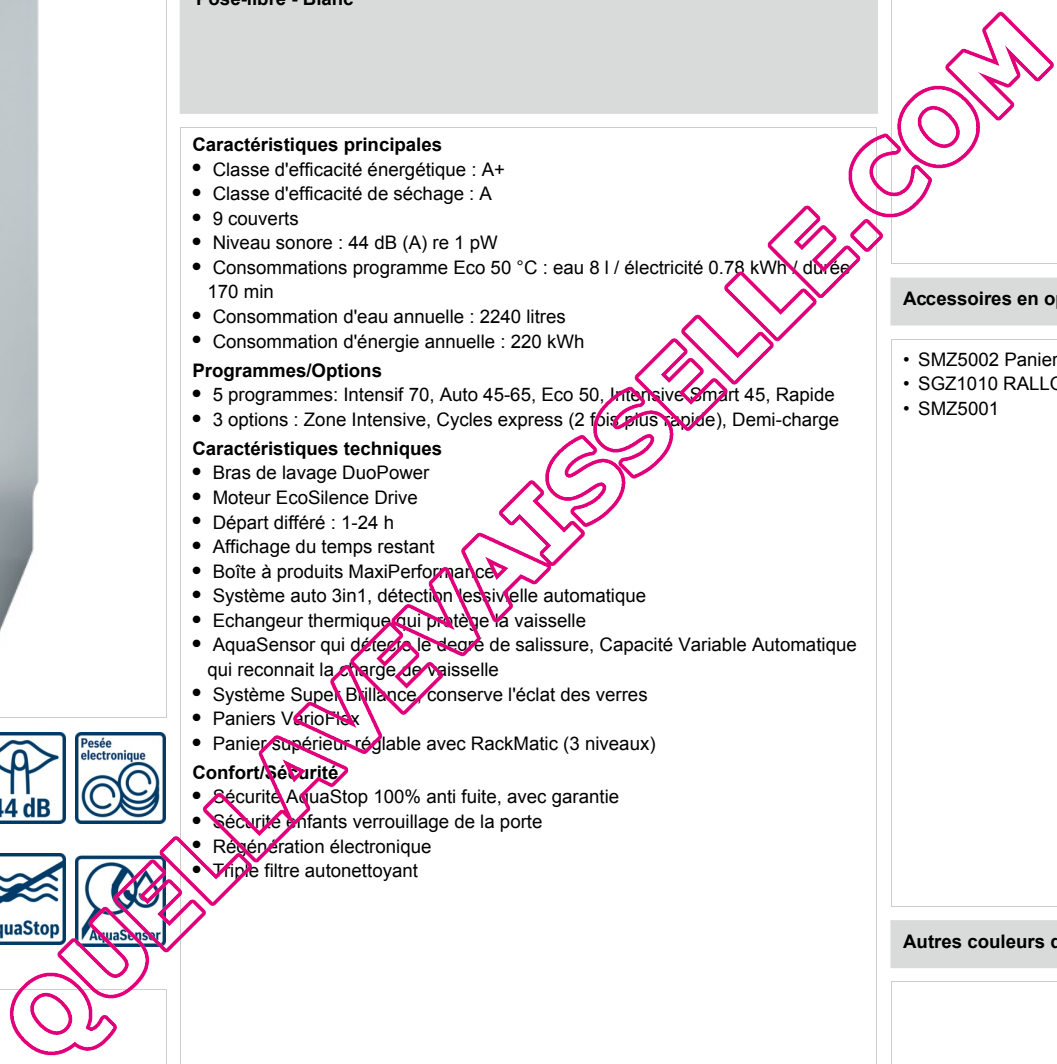 Pose-libre - Blanc
Caractéristiques principales
• Classe d'efficacité énergétique : A+
• Classe d'efficacité de séchage : A
• 9 couverts
• Niveau sonore : 44 dB (A) re 1 pW
• Consommations programme Eco 50 °C : eau 8 l / électricité 0.78 kWh / durée
170 min
• Consommation d'eau annuelle : 2240 litres
• Consommation d'énergie annuelle : 220 kWh
Programmes/Options
• 5 programmes: Intensif 70, Auto 45-65, Eco 50, Intensive Smart 45, Rapide
• 3 options : Zone Intensive, Cycles express (2 fois plus rapide), Demi-charge
Caractéristiques techniques
• Bras de lavage DuoPower
• Moteur EcoSilence Drive
• Départ différé : 1-24 h
• Affichage du temps restant
• Boîte à produits MaxiPerformance
• Système auto 3in1, détection lessivielle automatique
• Echangeur thermique qui protège la vaisselle
• AquaSensor qui détecte le degré de salissure, Capacité Variable Automatique
qui reconnait la charge de vaisselle
• Système Super Brillance, conserve l'éclat des verres
• Paniers VarioFlex
• Panier supérieur réglable avec RackMatic (3 niveaux)
Confort/Sécurité
• Sécurité AquaStop 100% anti fuite, avec garantie
• Sécurité enfants verrouillage de la porte
• Régénération électronique
• Triple filtre autonettoyant
44 dB
Pesée
electronique
quaStop
AquaSensor
Accessoires en op
• SMZ5002 Panier
• SGZ1010 RALLO
• SMZ5001
Autres couleurs d
QUELLAVEVAISSELLE.COM